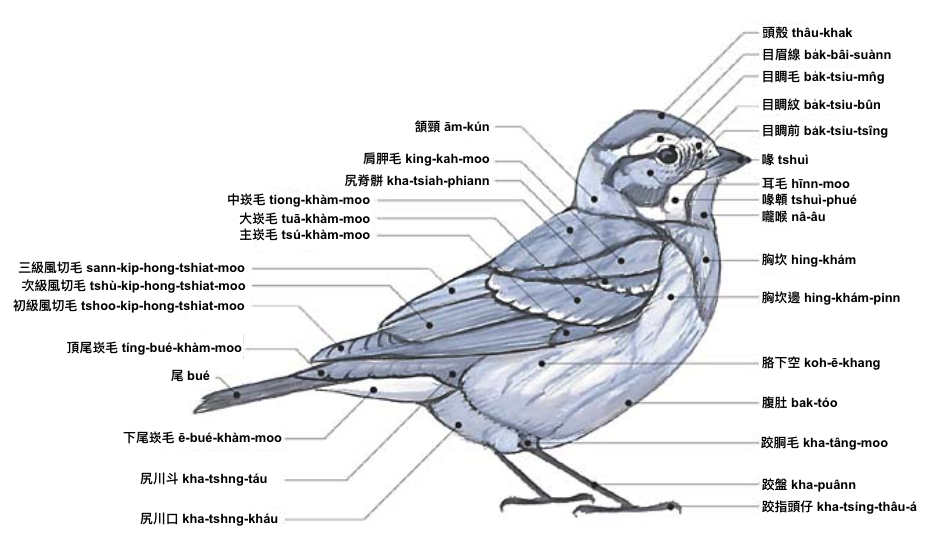 頭殼 thâu-khak
目眉線 ba̍k-bâi-suànn
目睭毛 ba̍k-tsiu-mn̂g
目睭紋 ba̍k-tsiu-bûn
目睭前 ba̍k-tsiu-tsîng
喙 tshuì
耳毛 hīnn-moo
喙䫌 tshuì-phué
嚨喉 nâ-âu
胸坎 hing-khám
胸坎邊 hing-khám-pinn
胳下空 koh-ē-khang
腹肚 bak-tóo
跤胴毛 kha-tâng-moo
跤盤 kha-puânn
跤指頭仔 kha-tsíng-thâu-á
頷頸 ām-kún
肩胛毛 king-kah-moo
尻脊骿 kha-tsiah-phiann
中崁毛 tiong-khàm-moo
大崁毛 tuā-khàm-moo
主崁毛 tsú-khàm-moo
三級風切毛 sann-kip-hong-tshiat-moo
次級風切毛 tshù-kip-hong-tshiat-moo
初級風切毛 tshoo-kip-hong-tshiat-moo
頂尾崁毛 tíng-bué-khàm-moo
尾 bué
下尾崁毛 ē-bué-khàm-moo
尻川斗 kha-tshng-táu
尻川口 kha-tshng-kháu